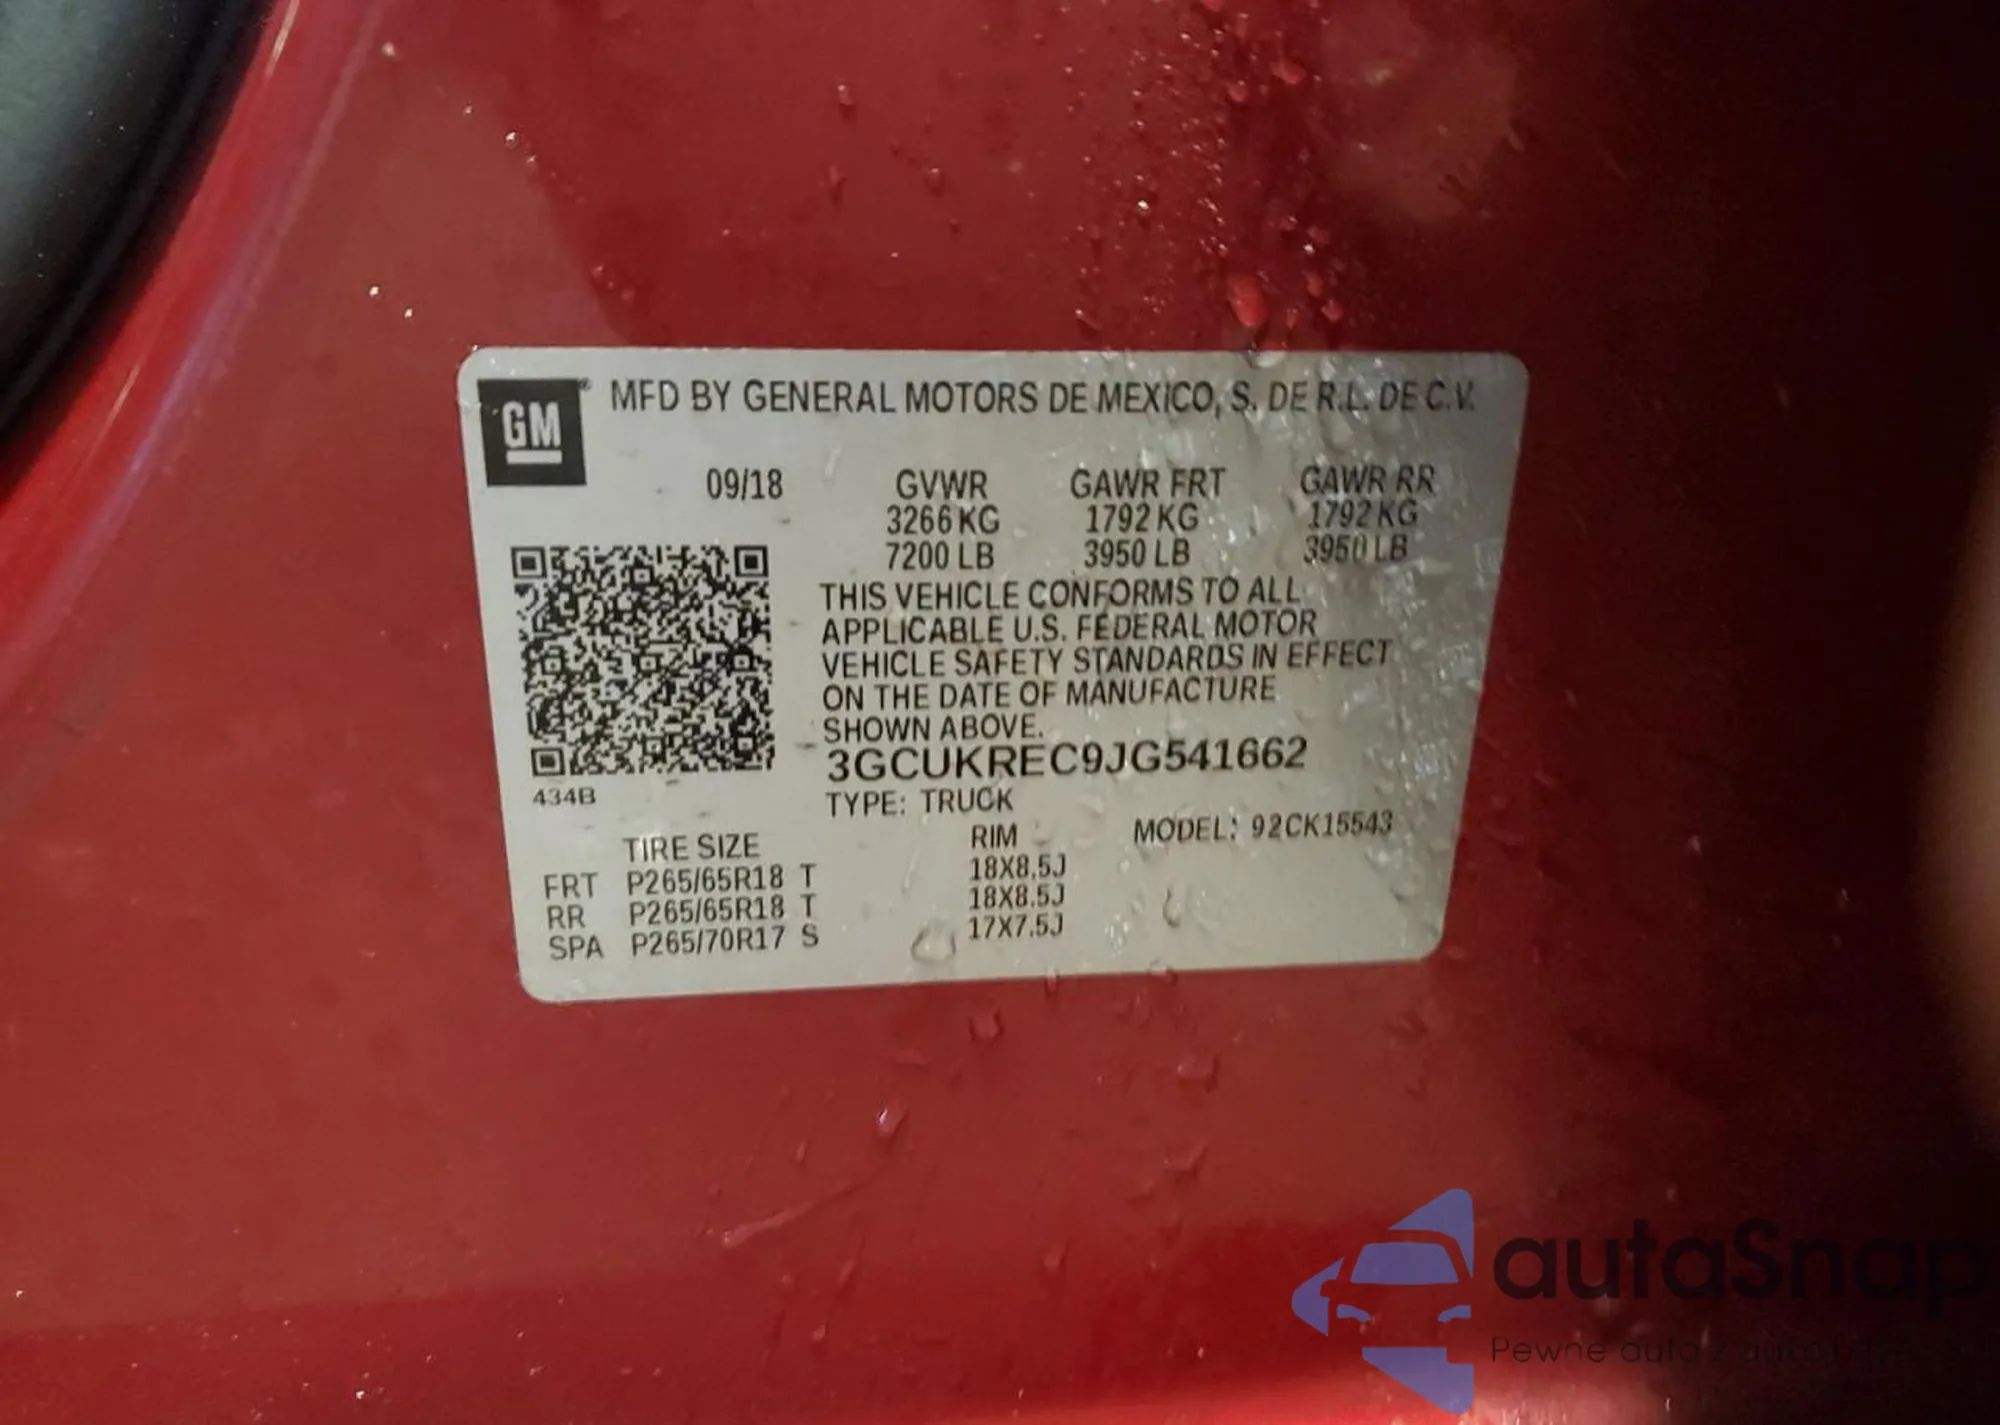 GM ® MFD BY GENERAL MOTORS DE MEXICO, S. DE R.L. DE C.V.
09/18 GVWR GAWR FRT GAWR RR
3266 KG 1792 KG 1792 KG
7200 LB 3950 LB 3950 LB
THIS VEHICLE CONFORMS TO ALL
APPLICABLE U.S. FEDERAL MOTOR
VEHICLE SAFETY STANDARDS IN EFFECT
ON THE DATE OF MANUFACTURE
SHOWN ABOVE.
3GCUKREC9JG541662
434B
TYPE: TRUCK
MODEL: 92CK15543
TIRE SIZE RIM
FRT P265/65R18 T 18X8.5J
RR P265/65R18 T 18X8.5J
SPA P265/70R17 S 17X7.5J
autaSnap
Pewne auta z